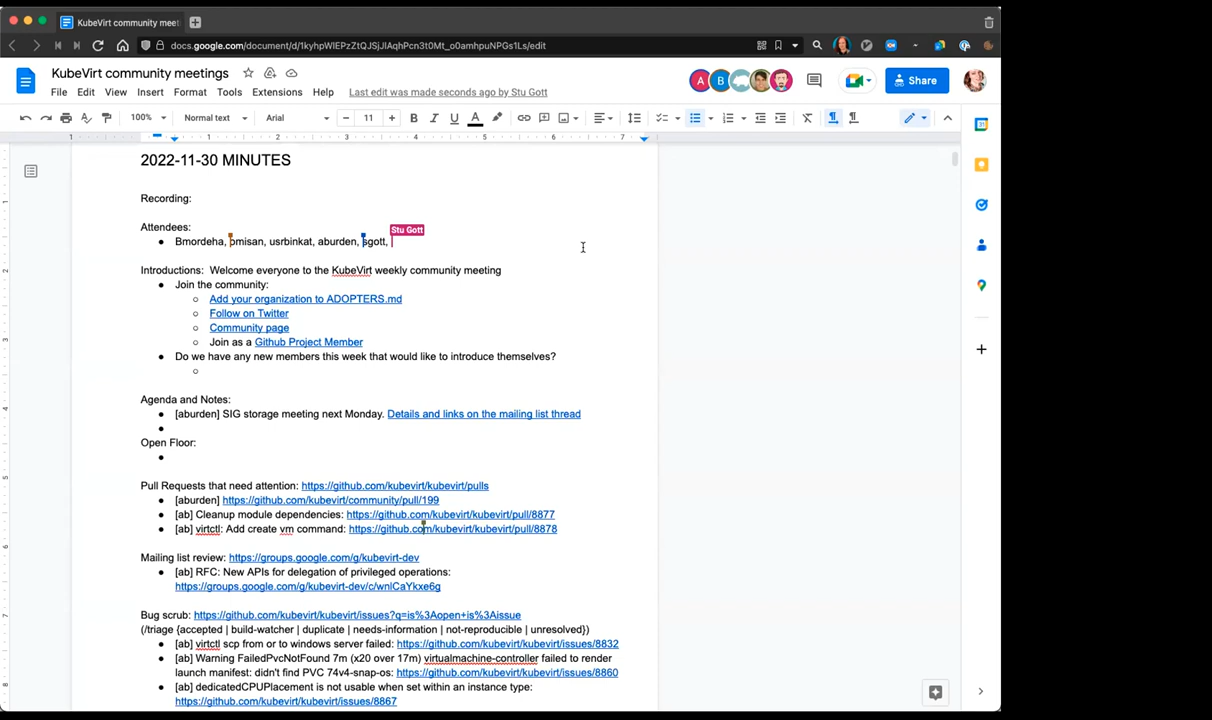 KubeVirt community meet
docs.google.com/document/d/1kyhpWIEPzZtQJSjJlAqhPcn3t0Mt_o0amhpuNPGs1Ls/edit
KubeVirt community meetings
File Edit View Insert Format Tools Extensions Help Last edit was made seconds ago by Stu Gott
A B
Share
100% Normal text Arial 11 B I U A
1 1 2 3 4 5 6 7
2022-11-30 MINUTES
Recording:
Attendees:
Stu Gott
Bmordeha, bmisan, usrbinkat, aburden, sgott,
Introductions: Welcome everyone to the KubeVirt weekly community meeting
Join the community:
Add your organization to ADOPTERS.md
Follow on Twitter
Community page
Join as a Github Project Member
Do we have any new members this week that would like to introduce themselves?
Agenda and Notes:
[aburden] SIG storage meeting next Monday. Details and links on the mailing list thread
Open Floor:
Pull Requests that need attention: https://github.com/kubevirt/kubevirt/pulls
[aburden] https://github.com/kubevirt/community/pull/199
[ab] Cleanup module dependencies: https://github.com/kubevirt/kubevirt/pull/8877
[ab] virtctl: Add create vm command: https://github.com/kubevirt/kubevirt/pull/8878
Mailing list review: https://groups.google.com/g/kubevirt-dev
[ab] RFC: New APIs for delegation of privileged operations:
https://groups.google.com/g/kubevirt-dev/c/wnlCaYkxe6g
Bug scrub: https://github.com/kubevirt/kubevirt/issues?q=is%3Aopen+is%3Aissue
(/triage {accepted | build-watcher | duplicate | needs-information | not-reproducible | unresolved})
[ab] virtctl scp from or to windows server failed: https://github.com/kubevirt/kubevirt/issues/8832
[ab] Warning FailedPvcNotFound 7m (x20 over 17m) virtualmachine-controller failed to render
launch manifest: didn't find PVC 74v4-snap-os: https://github.com/kubevirt/kubevirt/issues/8860
[ab] dedicatedCPUPlacement is not usable when set within an instance type:
https://github.com/kubevirt/kubevirt/issues/8867